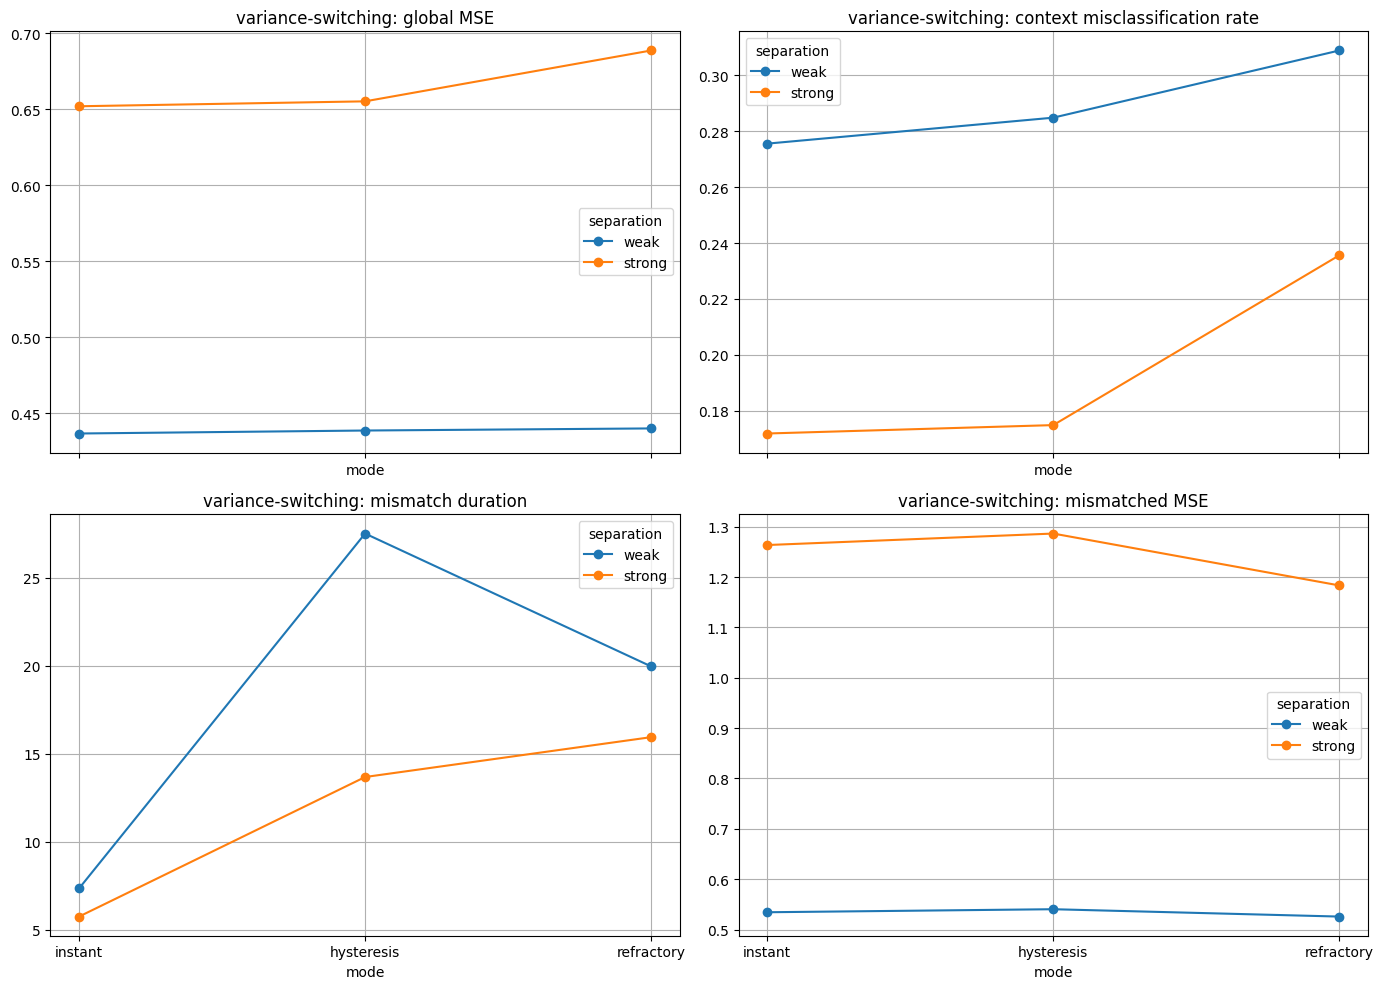 variance-switching: global MSE
0.70
0.65
0.60
0.55
0.50
0.45
separation
weak
strong
mode
variance-switching: context misclassification rate
0.30
0.28
0.26
0.24
0.22
0.20
0.18
separation
weak
strong
mode
variance-switching: mismatch duration
25
20
15
10
5
separation
weak
strong
instant hysteresis refractory
mode
variance-switching: mismatched MSE
1.3
1.2
1.1
1.0
0.9
0.8
0.7
0.6
0.5
separation
weak
strong
instant hysteresis refractory
mode